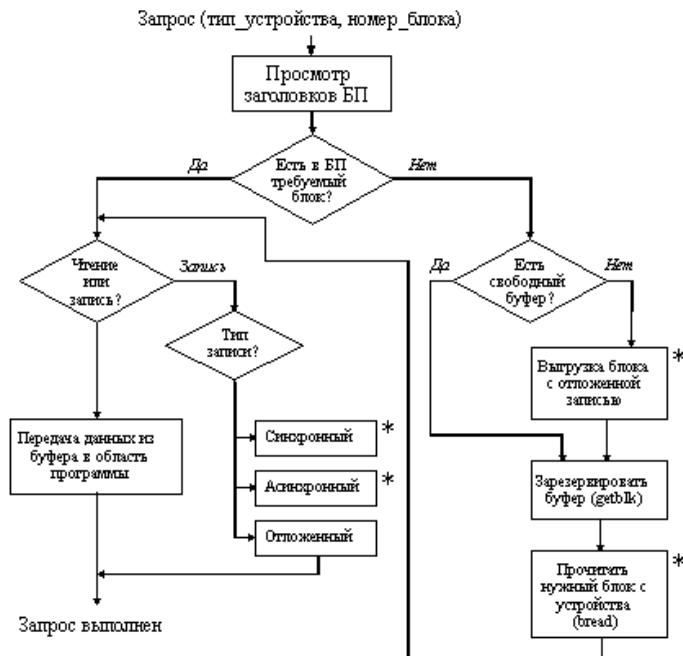 Запрос (тип_устройства, номер_блока)
Просмотр
заголовков БП
Да
Есть в БП
требуемый
блок?
Нет
Чтение
или
запись?
Запись
Тип
записи?
Передача данных из
буфера в область
программы
Синхронный
*
Асинхронный
*
Отложенный
Запрос выполнен
Да
Есть
свободный
буфер?
Нет
Выгрузка блока
с отложенной
записью
*
Зарезервировать
буфер (getblk)
Прочитать
нужный блок с
устройства
(bread)
*